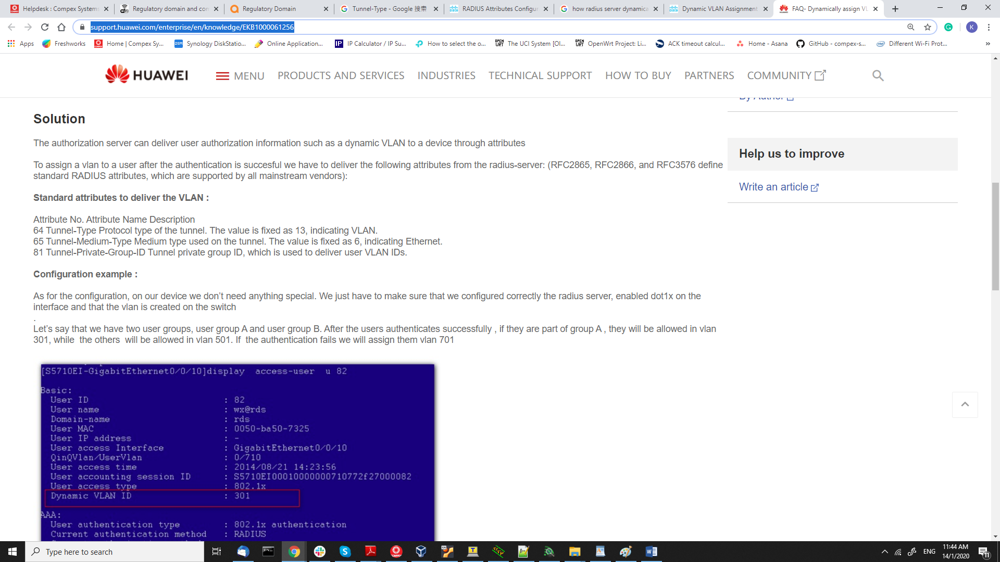 Helpdesk : Compex Systems
Regulatory domain and con
Regulatory Domain
Tunnel-Type - Google 搜索
RADIUS Attributes Configur
how radius server dynamica
Dynamic VLAN Assignment
FAQ- Dynamically assign VL
support.huawei.com/enterprise/en/knowledge/EKB1000061256
K
Apps
Freshworks
Home | Compex Sy...
DSM
Synology DiskStatio...
Online Application...
IP
IP Calculator / IP Su...
How to select the o...
The UCI System [Ol...
OpenWrt Project: Li...
ACK timeout calcul...
Home - Asana
GitHub - compex-s...
Different Wi-Fi Prot...
»
HUAWEI
MENU
PRODUCTS AND SERVICES
INDUSTRIES
TECHNICAL SUPPORT
HOW TO BUY
PARTNERS
COMMUNITY
By Author
Solution
The authorization server can deliver user authorization information such as a dynamic VLAN to a device through attributes
To assign a vlan to a user after the authentication is succesful we have to deliver the following attributes from the radius-server: (RFC2865, RFC2866, and RFC3576 define
standard RADIUS attributes, which are supported by all mainstream vendors):
Standard attributes to deliver the VLAN :
Attribute No. Attribute Name Description
64 Tunnel-Type Protocol type of the tunnel. The value is fixed as 13, indicating VLAN.
65 Tunnel-Medium-Type Medium type used on the tunnel. The value is fixed as 6, indicating Ethernet.
81 Tunnel-Private-Group-ID Tunnel private group ID, which is used to deliver user VLAN IDs.
Configuration example :
As for the configuration, on our device we don’t need anything special. We just have to make sure that we configured correctly the radius server, enabled dot1x on the
interface and that the vlan is created on the switch
.
Let’s say that we have two user groups, user group A and user group B. After the users authenticates successfully , if they are part of group A , they will be allowed in vlan
301, while  the others  will be allowed in vlan 501. If  the authentication fails we will assign them vlan 701
Help us to improve
Write an article
[S5710EI-GigabitEthernet0/0/10]display  access-user  u 82
Basic:
User ID : 82
User name : wx@rds
Domain-name : rds
User MAC : 0050-ba50-7325
User IP address : -
User access Interface : GigabitEthernet0/0/10
QinQVlan/UserVlan : 0/710
User access time : 2014/08/21 14:23:56
User accounting session ID : S5710EI00010000000710772f27000082
User access type : 802.1x
Dynamic VLAN ID : 301
AAA:
User authentication type : 802.1x authentication
Current authentication method : RADIUS
Type here to search
ENG
11:44 AM
14/1/2020
11